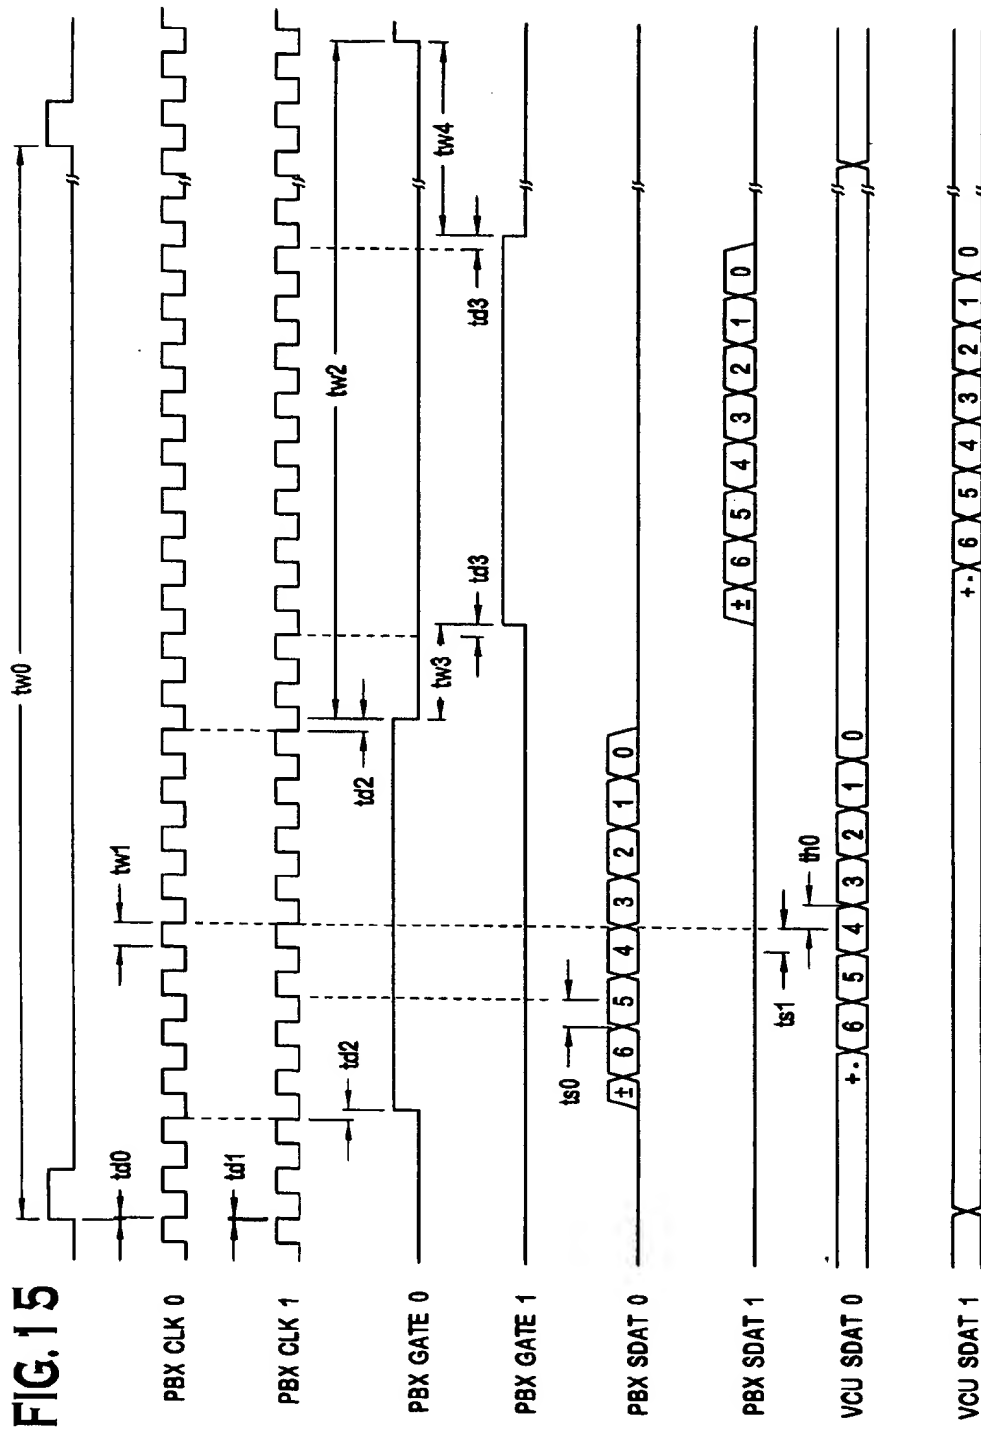 FIG.15
tw0
td0
PBX CLK 0
tw1
td1
PBX CLK 1
td2
td2
tw2
PBX GATE 0
tw3
tw4
td3
td3
PBX GATE 1
ts0
± 6 5 4 3 2 1 0
PBX SDAT 0
± 6 5 4 3 2 1 0
PBX SDAT 1
ts1
th0
+. 6 5 4 3 2 1 0
VCU SDAT 0
+. 6 5 4 3 2 1 0
VCU SDAT 1